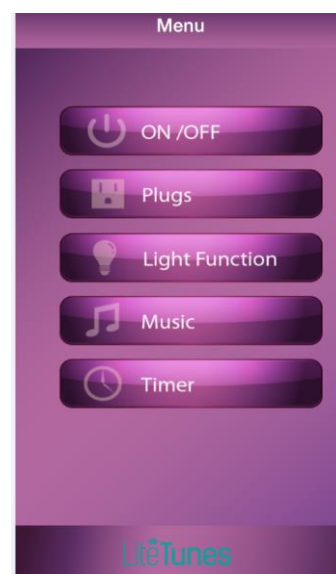 Menu
ON /OFF
Plugs
Light Function
Music
Timer
LiteTunes